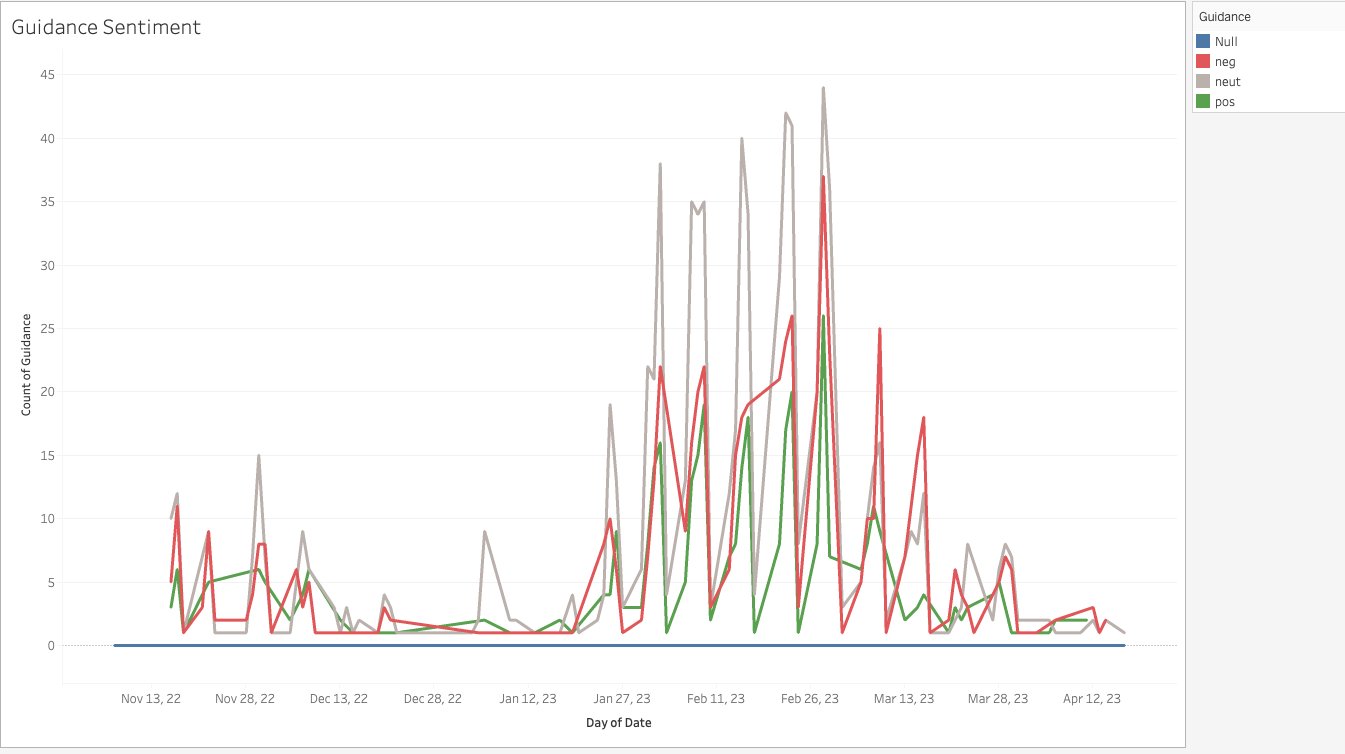 Guidance Sentiment
45
40
35
30
25
20
15
10
5
0
Count of Guidance
Nov 13, 22 Nov 28, 22 Dec 13, 22 Dec 28, 22 Jan 12, 23 Jan 27, 23 Feb 11, 23 Feb 26, 23 Mar 13, 23 Mar 28, 23 Apr 12, 23
Day of Date
Guidance
Null
neg
neut
pos